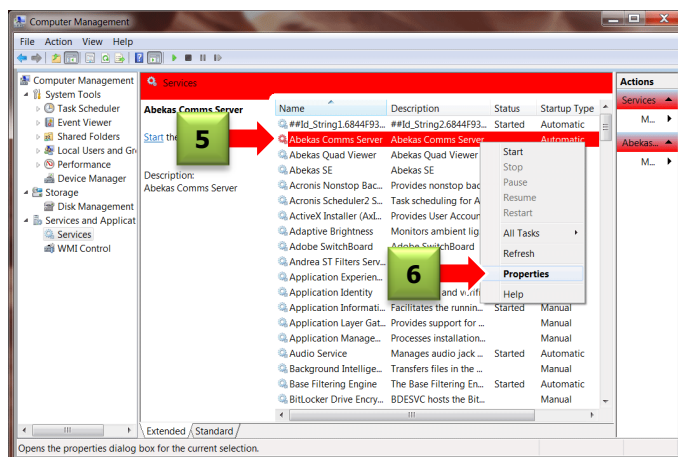 Computer Management
File Action View Help
Computer Management
System Tools
Task Scheduler
Event Viewer
Shared Folders
Local Users and Gr
Performance
Device Manager
Storage
Disk Management
Services and Applicat
Services
WMI Control
Services
Abekas Comms Server
Start the
Description:
Abekas Comms Server
5
6
Name Description Status Startup Type
##Id_String1.6844F93... ##Id_String2.6844F93... Started Automatic
Abekas Comms Server Abekas Comms Server Automatic
Abekas Quad Viewer Abekas Quad Viewer
Abekas SE Abekas SE
Acronis Nonstop Bac... Provides nonstop bac
Acronis Scheduler2 S... Task scheduling for A
ActiveX Installer (AxI... Provides User Accoun
Adaptive Brightness Monitors ambient lig
Adobe SwitchBoard Adobe SwitchBoard
Andrea ST Filters Serv...
Application Experien...
Application Identity and verifi
Application Informati... Facilitates the runnin... Started Manual
Application Layer Gat... Provides support for ... Manual
Application Manage... Processes installation... Manual
Audio Service Manages audio jack ... Started Automatic
Background Intellige... Transfers files in the ... Manual
Base Filtering Engine The Base Filtering En... Started Automatic
BitLocker Drive Encry... BDESVC hosts the Bit... Manual
Start
Stop
Pause
Resume
Restart
All Tasks
Refresh
Properties
Help
Actions
Services
M...
Abekas...
M...
Extended Standard
Opens the properties dialog box for the current selection.